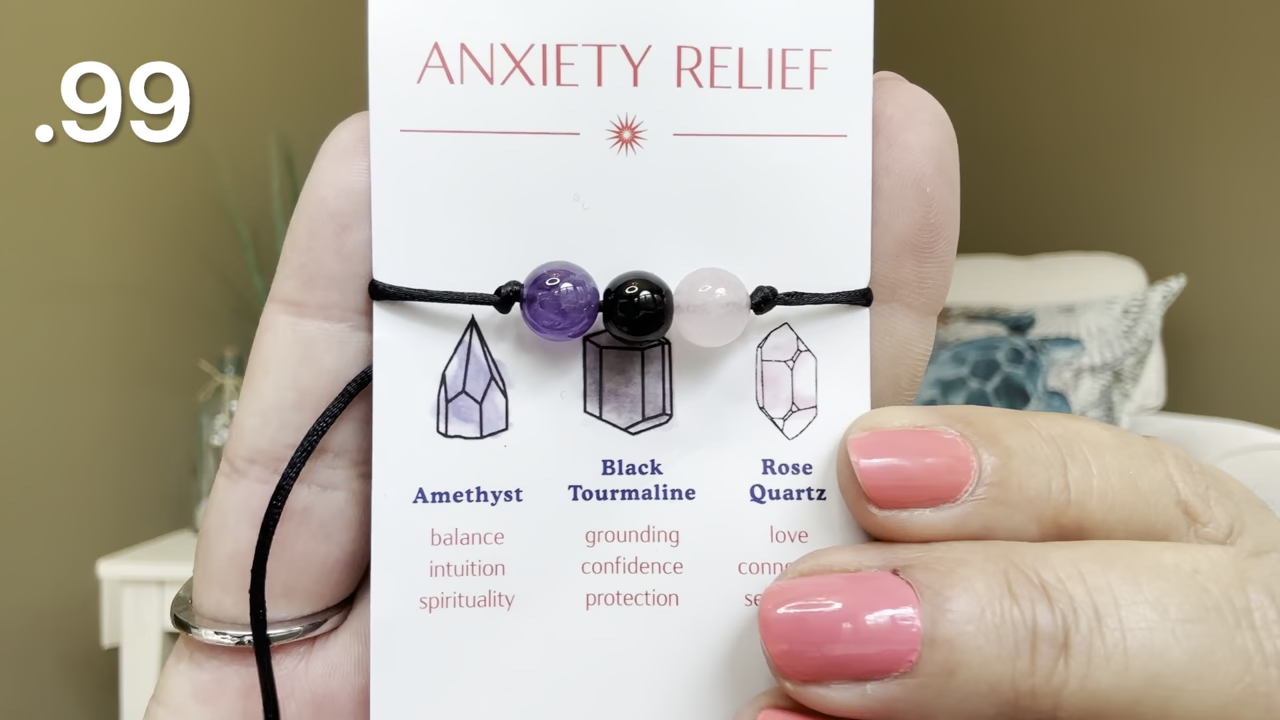 .99
ANXIETY RELIEF
Amethyst
balance
intuition
spirituality
Black
Tourmaline
grounding
confidence
protection
Rose
Quartz
love